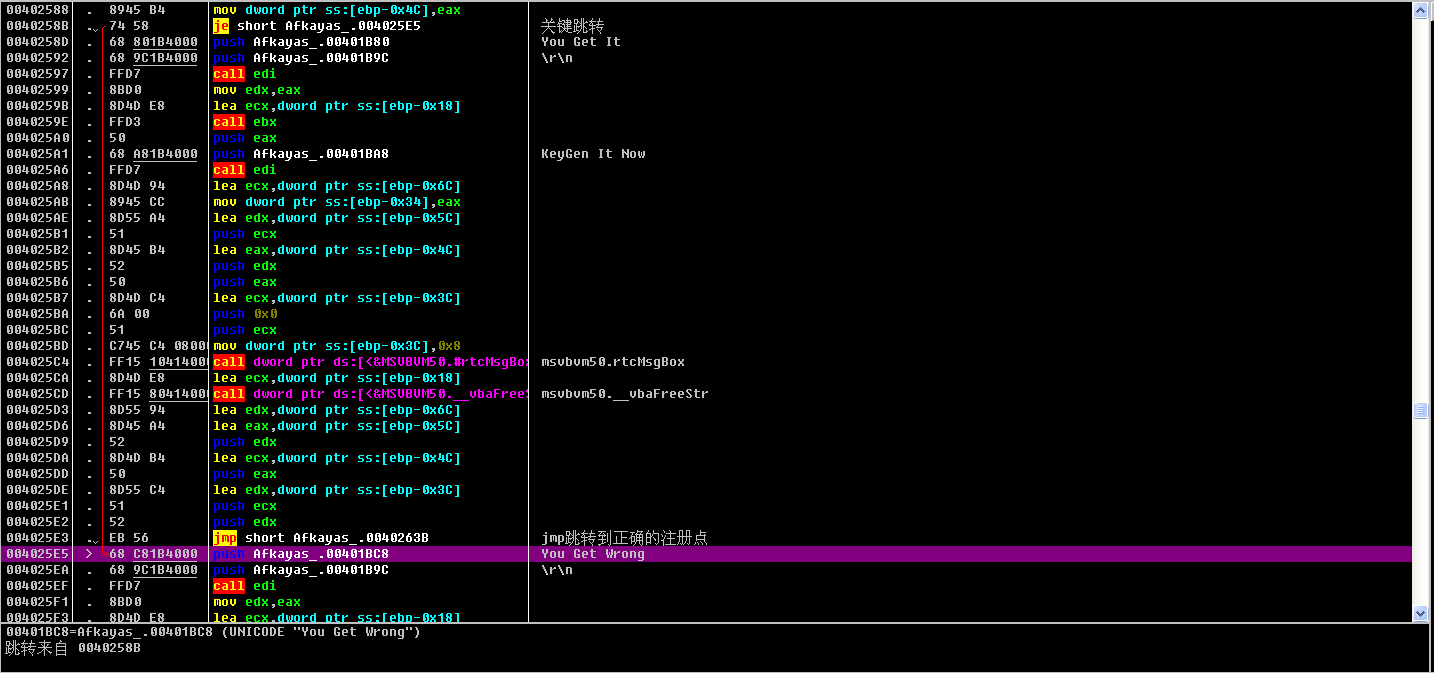 00402588 . 8945 B4 mov dword ptr ss:[ebp-0x4C],eax
0040258B . 74 58 je short Afkayas_.004025E5 关键跳转
0040258D . 68 801B4000 push Afkayas_.00401B80 You Get It
00402592 . 68 9C1B4000 push Afkayas_.00401B9C \r\n
00402597 . FFD7 call edi
00402599 . 8BD0 mov edx,eax
0040259B . 8D4D E8 lea ecx,dword ptr ss:[ebp-0x18]
0040259E . FFD3 call ebx
004025A0 . 50 push eax
004025A1 . 68 A81B4000 push Afkayas_.00401BA8 KeyGen It Now
004025A6 . FFD7 call edi
004025A8 . 8D4D 94 lea ecx,dword ptr ss:[ebp-0x6C]
004025AB . 8945 CC mov dword ptr ss:[ebp-0x34],eax
004025AE . 8D55 A4 lea edx,dword ptr ss:[ebp-0x5C]
004025B1 . 51 push ecx
004025B2 . 8D45 B4 lea eax,dword ptr ss:[ebp-0x4C]
004025B5 . 52 push edx
004025B6 . 50 push eax
004025B7 . 8D4D C4 lea ecx,dword ptr ss:[ebp-0x3C]
004025BA . 6A 00 push 0x0
004025BC . 51 push ecx
004025BD . C745 C4 0800 mov dword ptr ss:[ebp-0x3C],0x8
004025C4 . FF15 10414000 call dword ptr ds:[<&MSVBVM50.#rtcMsgBo msvbvm50.rtcMsgBox
004025CA . 8D4D E8 lea ecx,dword ptr ss:[ebp-0x18]
004025CD . FF15 80414000 call dword ptr ds:[<&MSVBVM50.__vbaFreeS msvbvm50.__vbaFreeStr
004025D3 . 8D55 94 lea edx,dword ptr ss:[ebp-0x6C]
004025D6 . 8D45 A4 lea eax,dword ptr ss:[ebp-0x5C]
004025D9 . 52 push edx
004025DA . 8D4D B4 lea ecx,dword ptr ss:[ebp-0x4C]
004025DD . 50 push eax
004025DE . 8D55 C4 lea edx,dword ptr ss:[ebp-0x3C]
004025E1 . 51 push ecx
004025E2 . 52 push edx
004025E3 . EB 56 jmp short Afkayas_.0040263B jmp跳转到正确的注册点
004025E5 > 68 C81B4000 push Afkayas_.00401BC8 You Get Wrong
004025EA . 68 9C1B4000 push Afkayas_.00401B9C \r\n
004025EF . FFD7 call edi
004025F1 . 8BD0 mov edx,eax
004025F3 . 8D4D E8 lea ecx,dword ptr ss:[ebp-0x18]
00401BC8=Afkayas_.00401BC8 (UNICODE "You Get Wrong")
跳转来自 0040258B